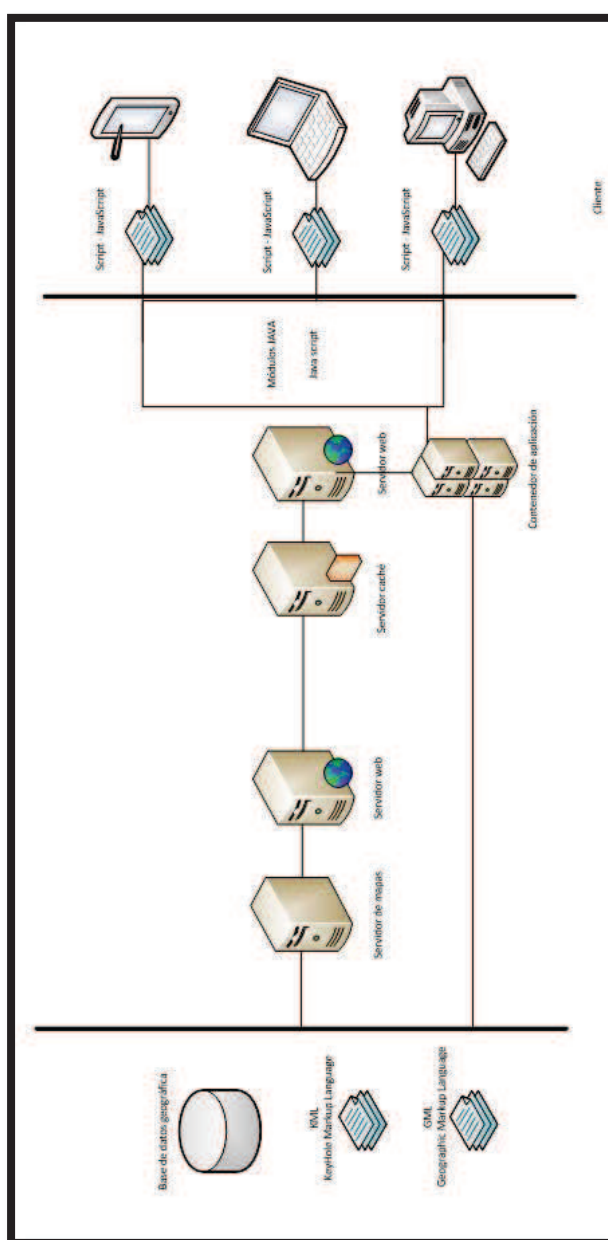 Base de datos geográfica
KML
KeyHole Markup Language
GML
Geographic Markup Language
Servidor de mapas
Servidor web
Servidor caché
Servidor web
Contenedor de aplicación
Módulos JAVA
Java script
Script - JavaScript
Script - JavaScript
Script - JavaScript
Cliente